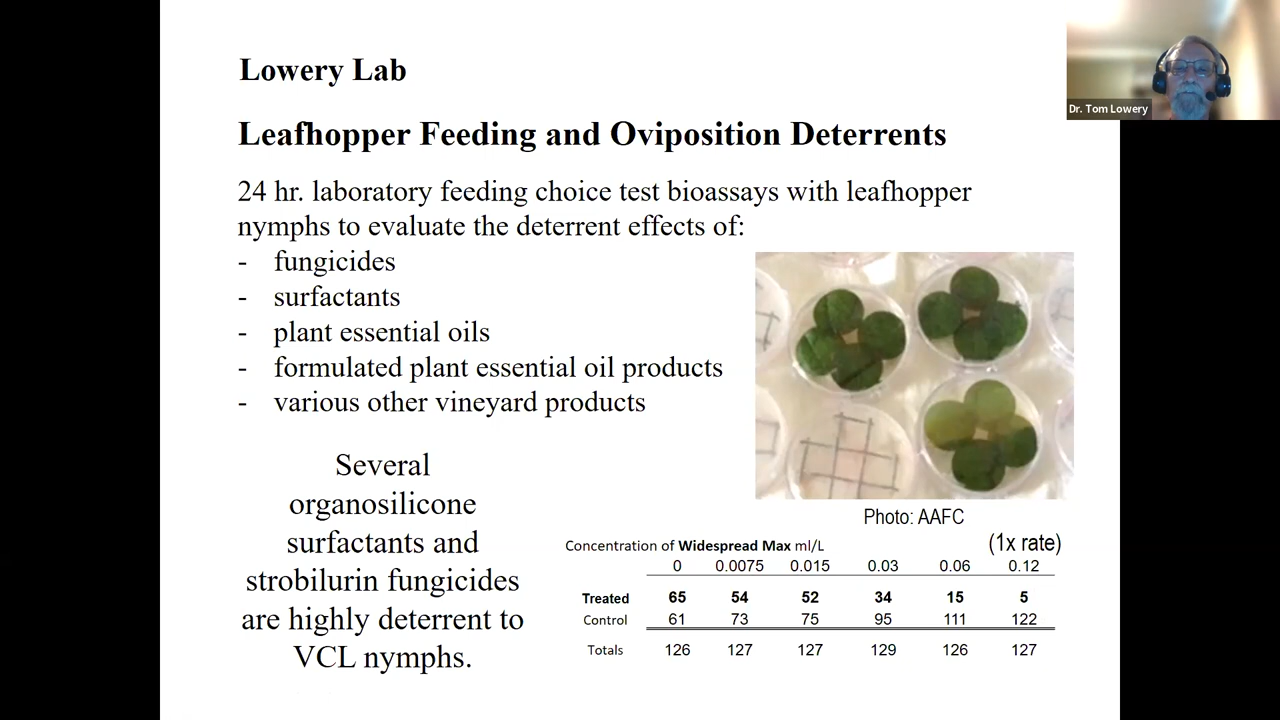 Lowery Lab
Dr. Tom Lowery
Leafhopper Feeding and Oviposition Deterrents
24 hr. laboratory feeding choice test bioassays with leafhopper
nymphs to evaluate the deterrent effects of:
- fungicides
- surfactants
- plant essential oils
- formulated plant essential oil products
- various other vineyard products
Several
organosilicone
surfactants and
strobilurin fungicides
are highly deterrent to
VCL nymphs.
Photo: AAFC
Concentration of Widespread Max ml/L (1x rate)
0 0.0075 0.015 0.03 0.06 0.12
Treated 65 54 52 34 15 5
Control 61 73 75 95 111 122
Totals 126 127 127 129 126 127